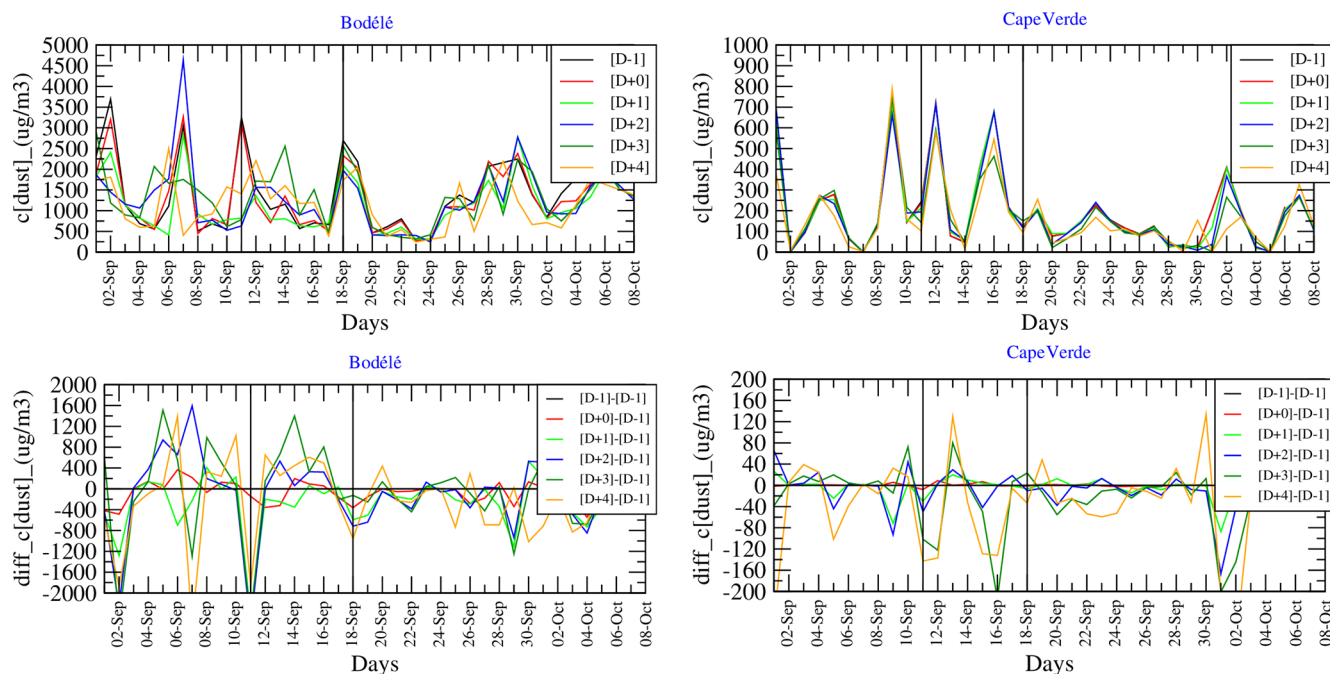 Bodélé
c[dust]_(ug/m3)
5000
4500
4000
3500
3000
2500
2000
1500
1000
500
0
[D-1]
[D+0]
[D+1]
[D+2]
[D+3]
[D+4]
02-Sep
04-Sep
06-Sep
08-Sep
10-Sep
12-Sep
14-Sep
16-Sep
18-Sep
20-Sep
22-Sep
24-Sep
26-Sep
28-Sep
30-Sep
02-Oct
04-Oct
06-Oct
08-Oct
Days
CapeVerde
c[dust]_(ug/m3)
1000
900
800
700
600
500
400
300
200
100
0
[D-1]
[D+0]
[D+1]
[D+2]
[D+3]
[D+4]
02-Sep
04-Sep
06-Sep
08-Sep
10-Sep
12-Sep
14-Sep
16-Sep
18-Sep
20-Sep
22-Sep
24-Sep
26-Sep
28-Sep
30-Sep
02-Oct
04-Oct
06-Oct
08-Oct
Days
Bodélé
diff_c[dust]_(ug/m3)
2000
1600
1200
800
400
0
-400
-800
-1200
-1600
-2000
[D-1]-[D-1]
[D+0]-[D-1]
[D+1]-[D-1]
[D+2]-[D-1]
[D+3]-[D-1]
[D+4]-[D-1]
02-Sep
04-Sep
06-Sep
08-Sep
10-Sep
12-Sep
14-Sep
16-Sep
18-Sep
20-Sep
22-Sep
24-Sep
26-Sep
28-Sep
30-Sep
02-Oct
04-Oct
06-Oct
08-Oct
Days
CapeVerde
diff_c[dust]_(ug/m3)
200
160
120
80
40
0
-40
-80
-120
-160
-200
[D-1]-[D-1]
[D+0]-[D-1]
[D+1]-[D-1]
[D+2]-[D-1]
[D+3]-[D-1]
[D+4]-[D-1]
02-Sep
04-Sep
06-Sep
08-Sep
10-Sep
12-Sep
14-Sep
16-Sep
18-Sep
20-Sep
22-Sep
24-Sep
26-Sep
28-Sep
30-Sep
02-Oct
04-Oct
06-Oct
08-Oct
Days